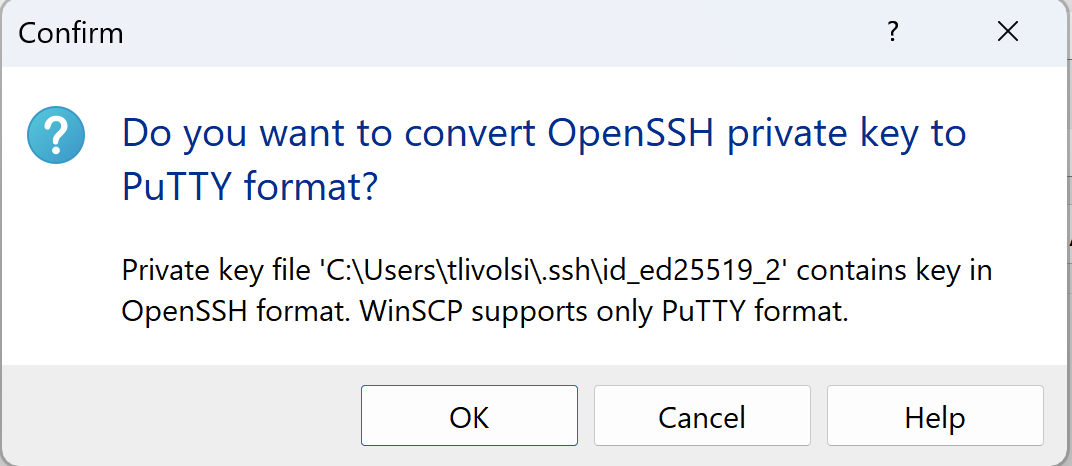 Confirm
?
Do you want to convert OpenSSH private key to
PuTTY format?
Private key file 'C:\Users\tlivolsi\.ssh\id_ed25519_2' contains key in
OpenSSH format. WinSCP supports only PuTTY format.
OK Cancel Help